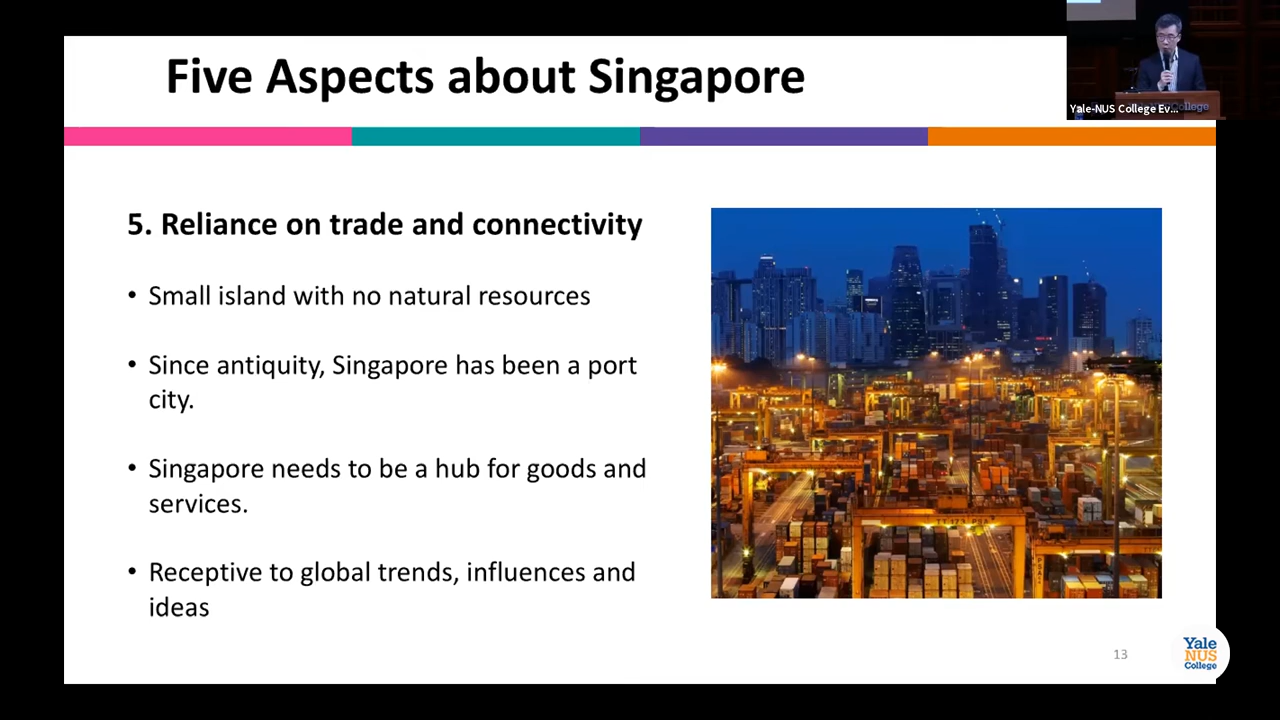 Five Aspects about Singapore
Yale-NUS College Ev...
College
5. Reliance on trade and connectivity
• Small island with no natural resources
• Since antiquity, Singapore has been a port
city.
• Singapore needs to be a hub for goods and
services.
• Receptive to global trends, influences and
ideas
PSA
13
Yale
NUS
College